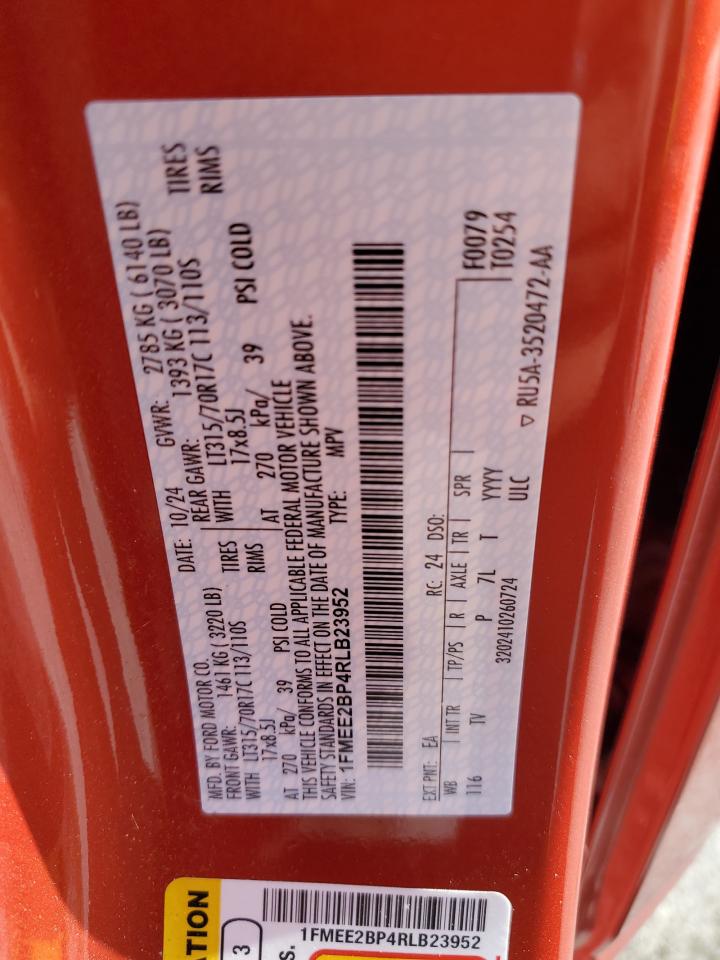 MFD. BY FORD MOTOR CO.
DATE: 10/24
GVWR: 2785 KG ( 6140 LB)
FRONT GAWR: 1461 KG ( 3220 LB)
REAR GAWR: 1393 KG ( 3070 LB)
WITH LT315/70R17C 113/110S TIRES
WITH LT315/70R17C 113/110S TIRES
17x8.5J RIMS
17x8.5J RIMS
AT 270 kPa/ 39 PSI COLD
AT 270 kPa/ 39 PSI COLD
THIS VEHICLE CONFORMS TO ALL APPLICABLE FEDERAL MOTOR VEHICLE
SAFETY STANDARDS IN EFFECT ON THE DATE OF MANUFACTURE SHOWN ABOVE.
VIN: 1FMEE2BP4RLB23952
TYPE: MPV
EXT PNT: EA RC: 24 DSO: F0079
WB INT TR TP/PS R AXLE TR SPR T0254
116 TV P 7L T YYYY
ULC
3202410260724
▽ RU5A-3520472-AA
1FMEE2BP4RLB23952
ATION
3
S.